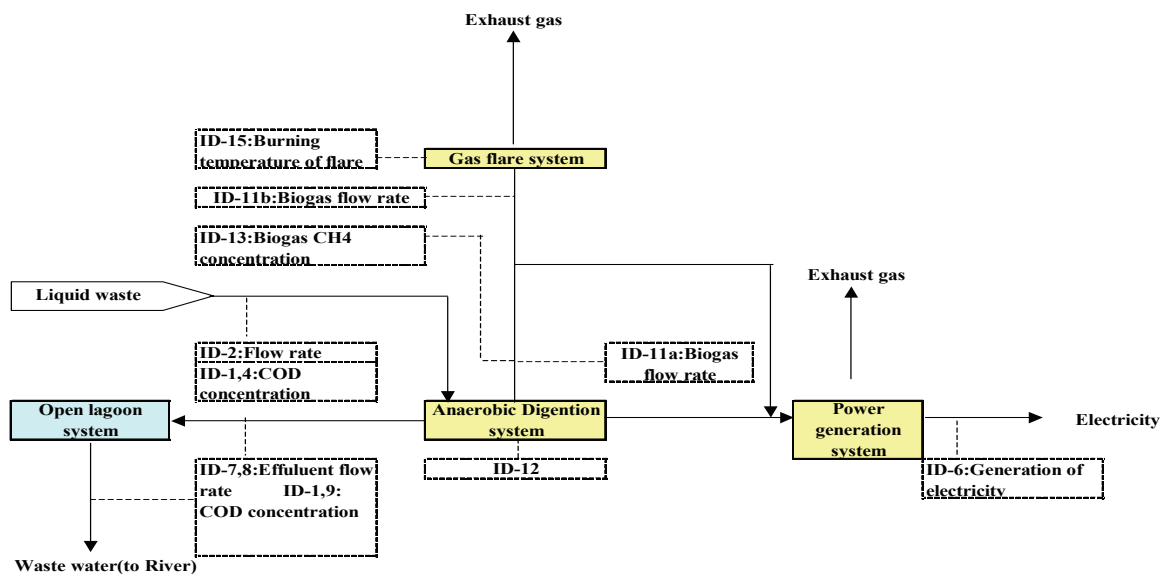 Exhaust gas
ID-15:Burning
temperature of flare
Gas flare system
ID-11b:Biogas flow rate
ID-13:Biogas CH4
concentration
Exhaust gas
Liquid waste
ID-2:Flow rate
ID-1,4:COD
concentration
ID-11a:Biogas
flow rate
Open lagoon
system
Anaerobic Digention
system
Power
generation
system
Electricity
ID-7,8:Effuluent flow
rate ID-1,9:
COD concentration
ID-12
ID-6:Generation of
electricity
Waste water(to River)